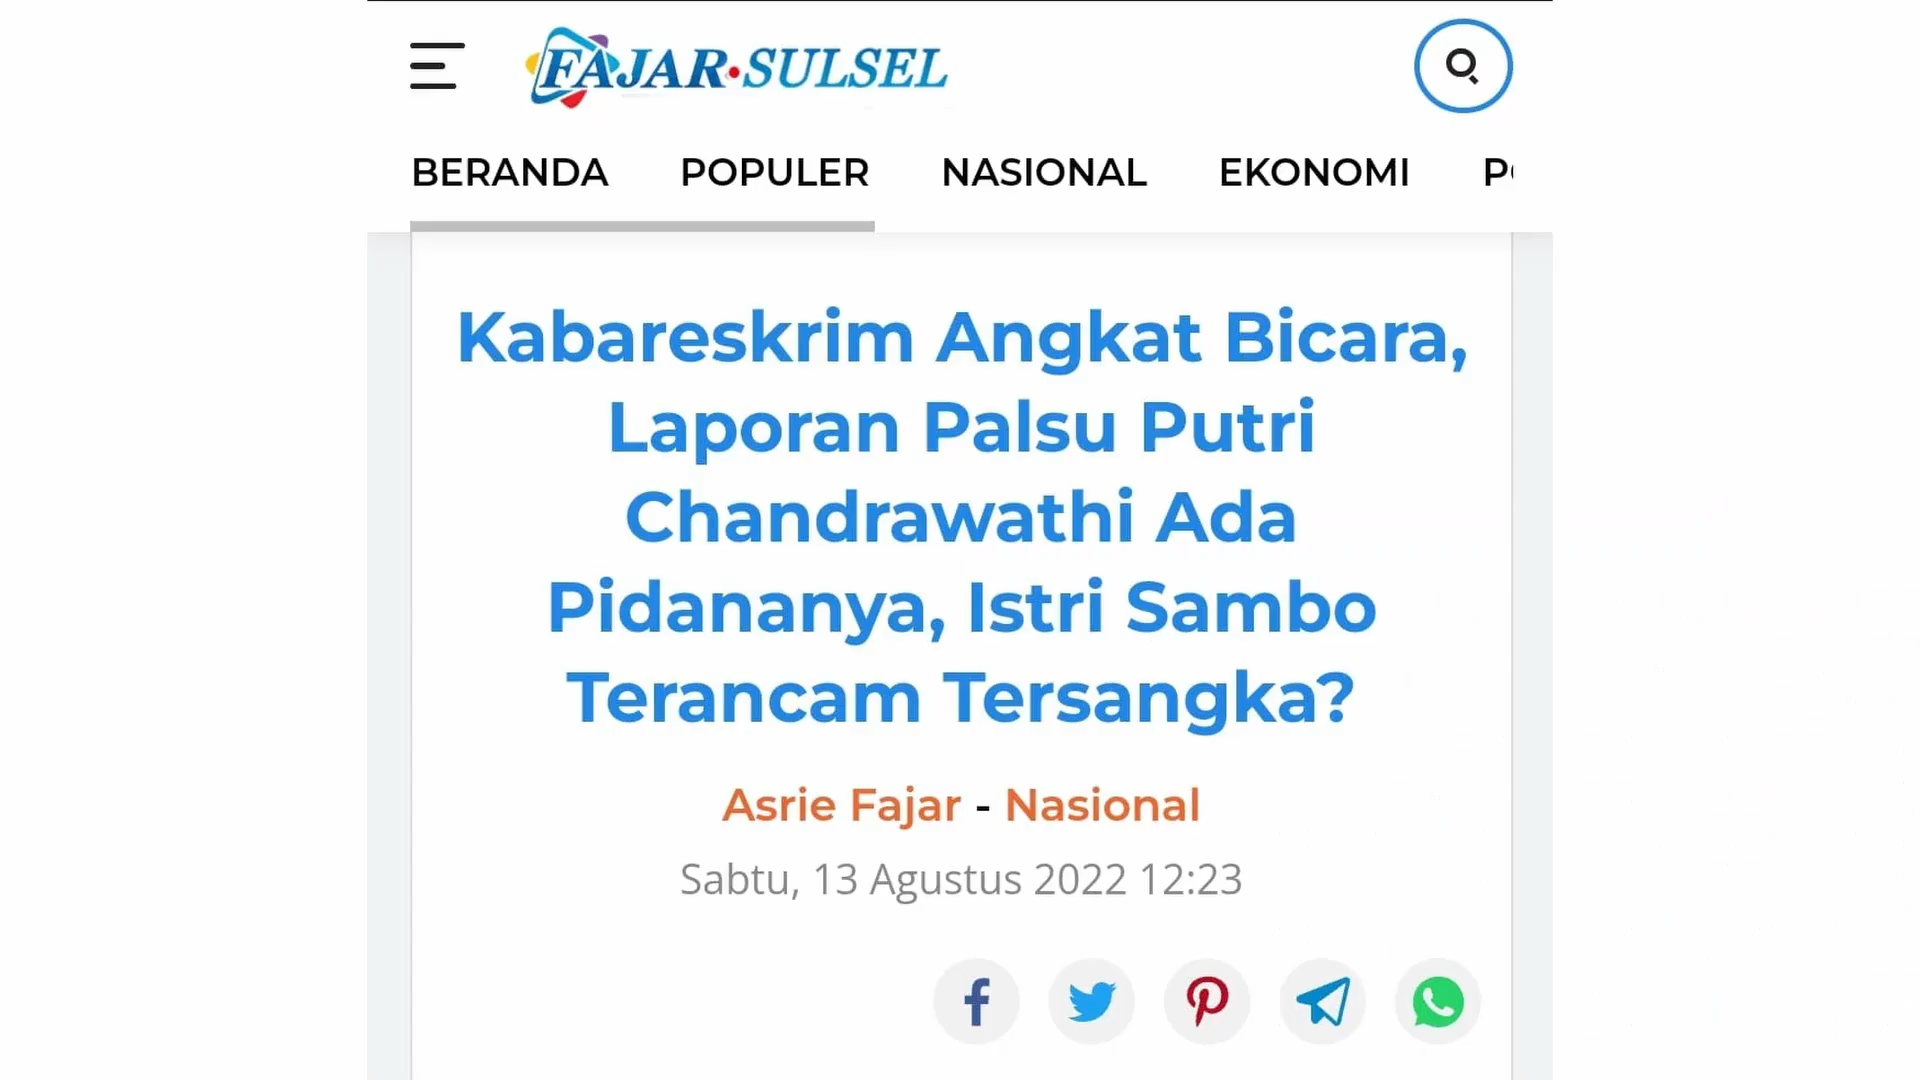 FAJAR•SULSEL
BERANDA POPULER NASIONAL EKONOMI
Kabareskrim Angkat Bicara,
Laporan Palsu Putri
Chandrawathi Ada
Pidananya, Istri Sambo
Terancam Tersangka?
Asrie Fajar - Nasional
Sabtu, 13 Agustus 2022 12:23